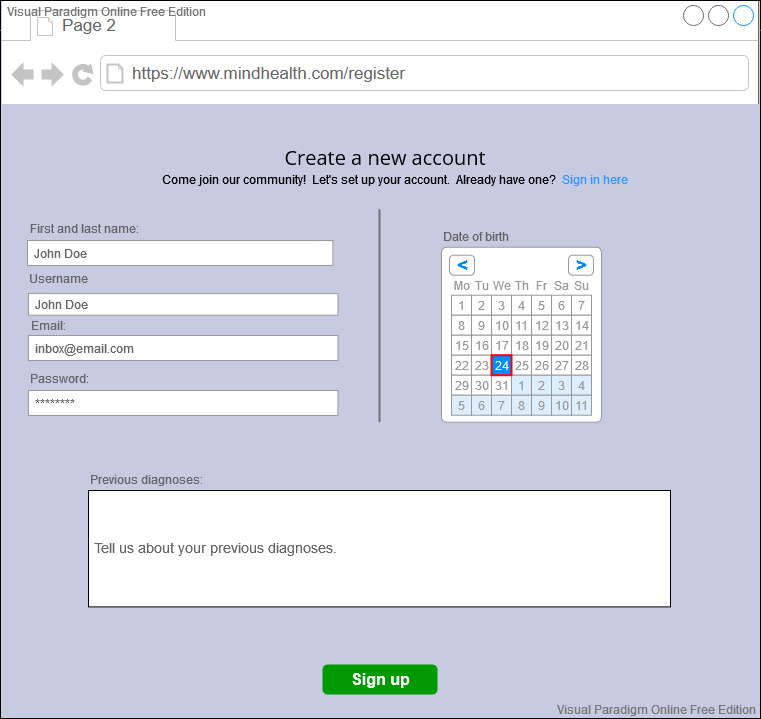 Visual Paradigm Online Free Edition
Page 2
https://www.mindhealth.com/register
Create a new account
Come join our community!  Let's set up your account.  Already have one?  Sign in here
First and last name:
John Doe
Username
John Doe
Email:
inbox@email.com
Password:
********
Date of birth
< >
Mo Tu We Th Fr Sa Su
1 2 3 4 5 6 7
8 9 10 11 12 13 14
15 16 17 18 19 20 21
22 23 24 25 26 27 28
29 30 31 1 2 3 4
5 6 7 8 9 10 11
Previous diagnoses:
Tell us about your previous diagnoses.
Sign up
Visual Paradigm Online Free Edition